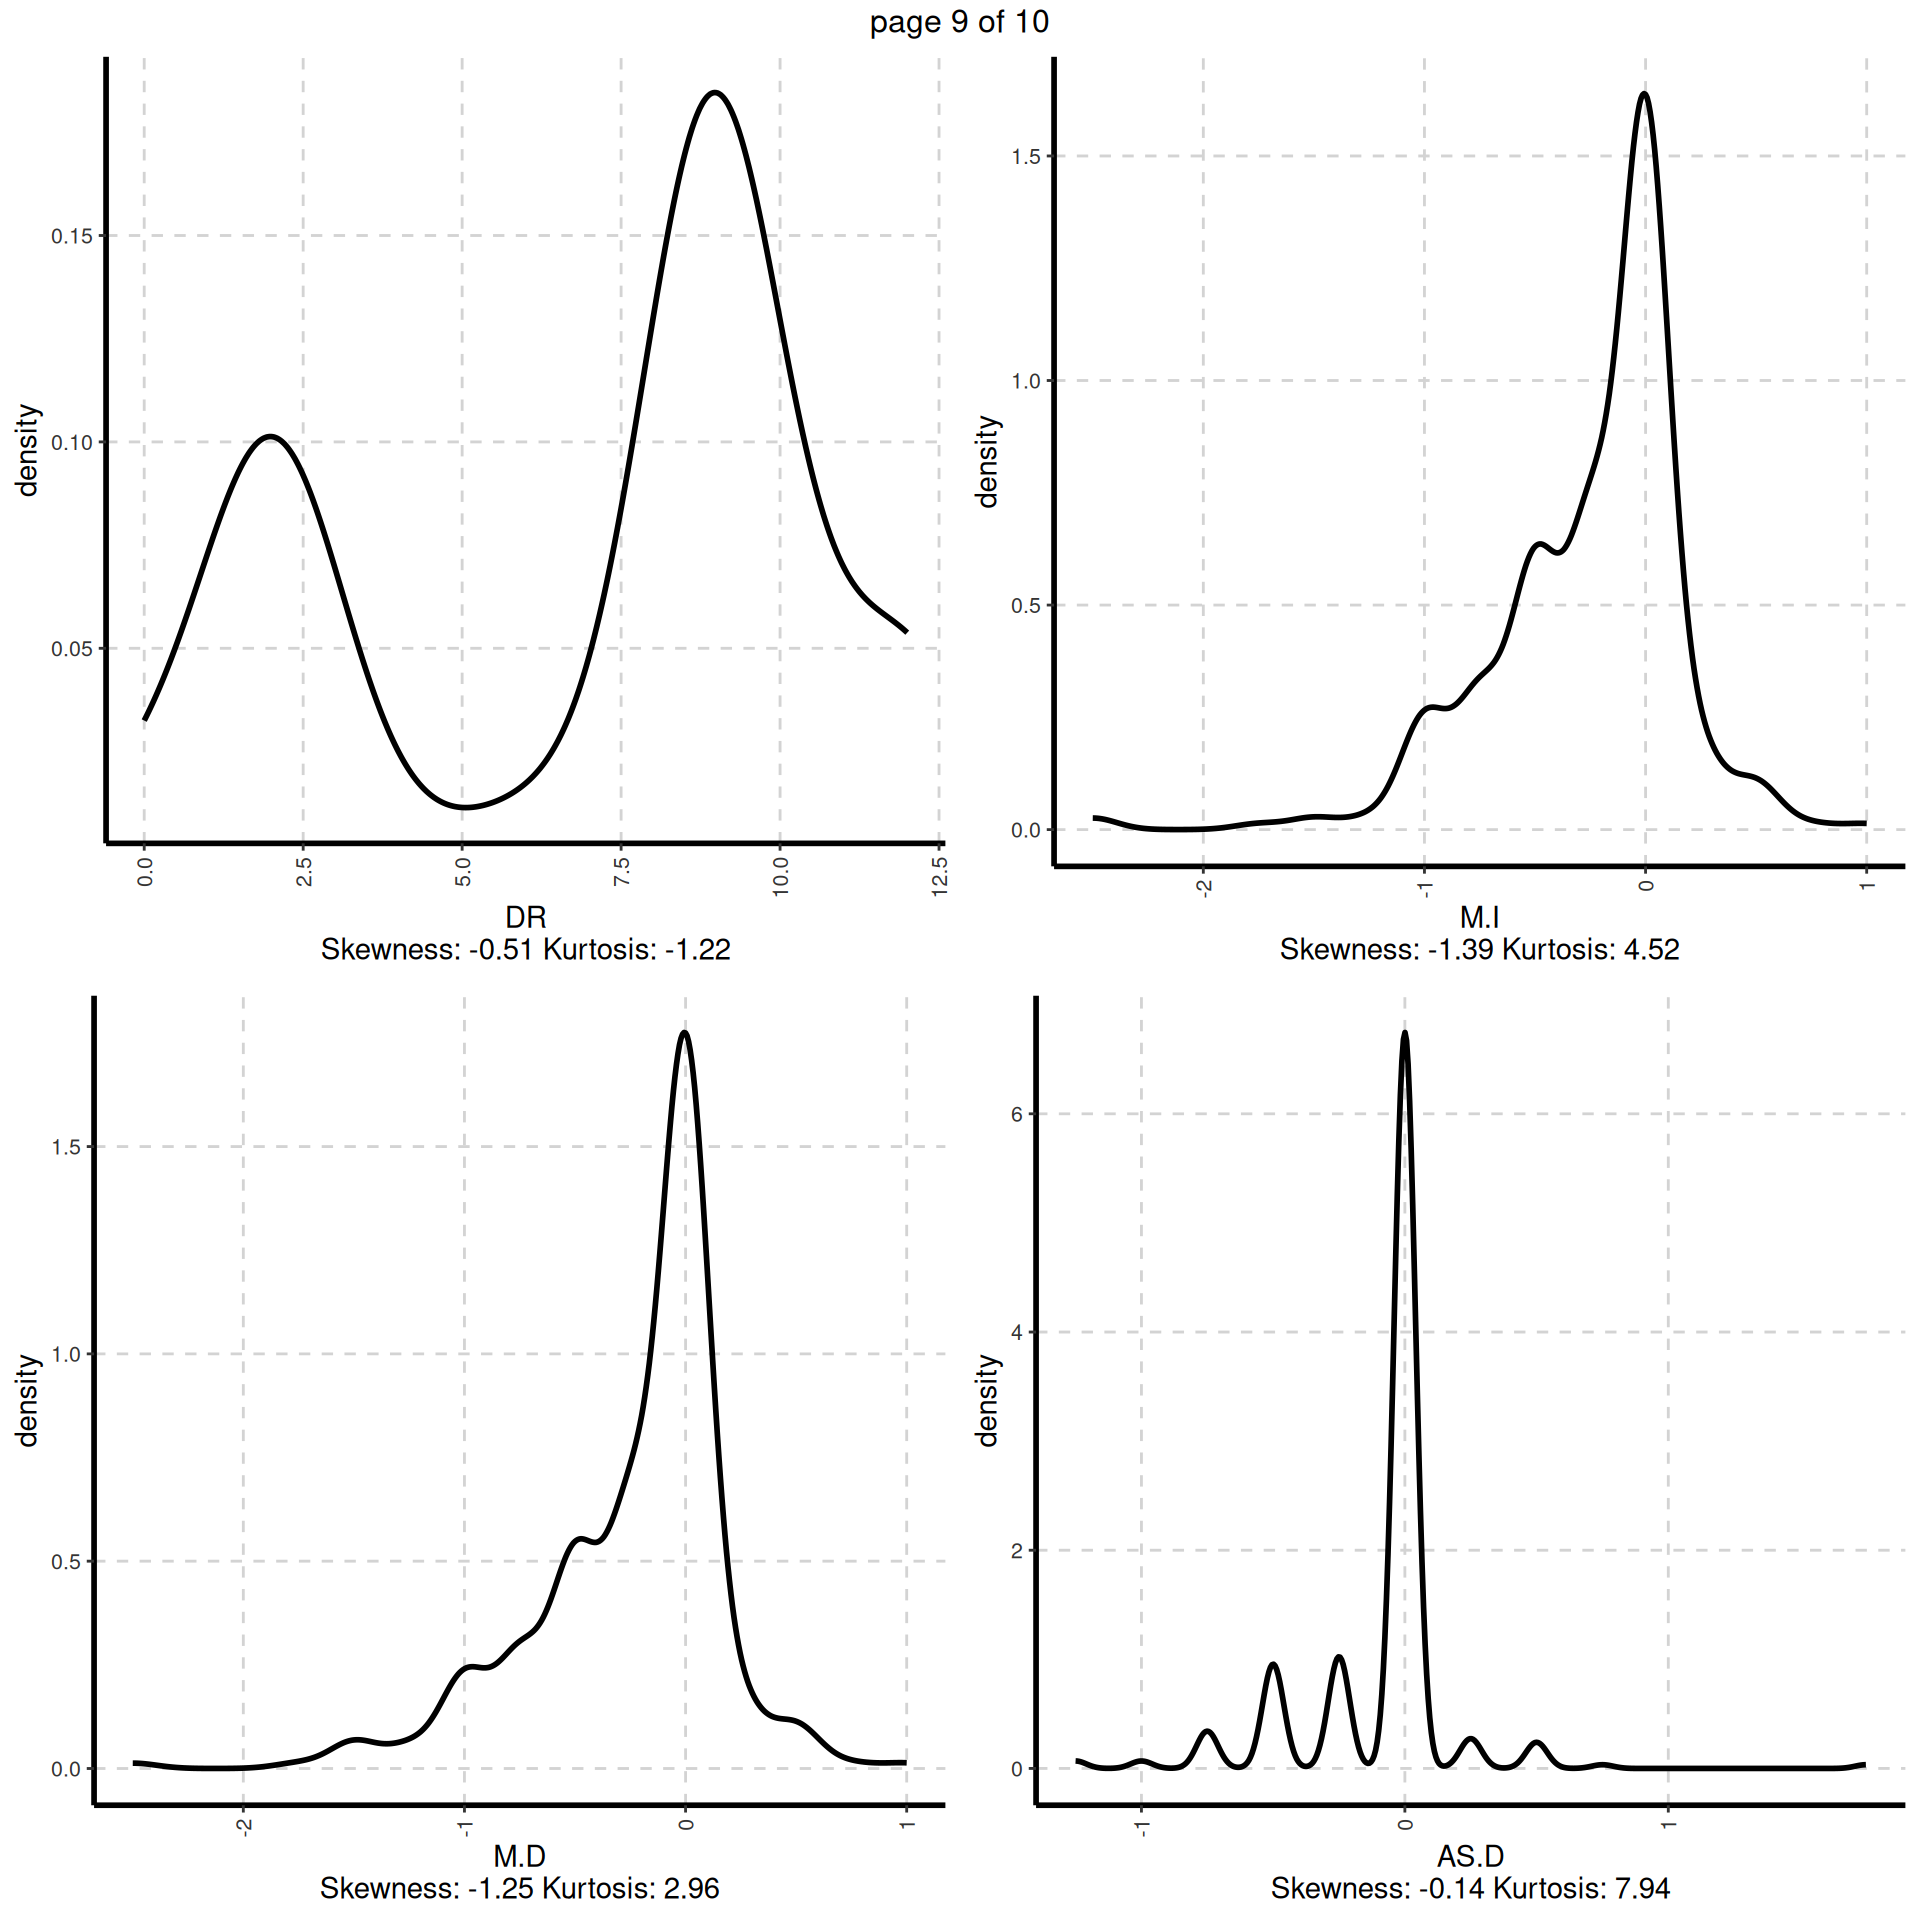 page 9 of 10
density
0.15
0.10
0.05
0.0
2.5
5.0
7.5
10.0
12.5
DR
Skewness: -0.51 Kurtosis: -1.22
density
1.5
1.0
0.5
0.0
-2
-1
0
1
M.I
Skewness: -1.39 Kurtosis: 4.52
density
1.5
1.0
0.5
0.0
-2
-1
0
1
M.D
Skewness: -1.25 Kurtosis: 2.96
density
6
4
2
0
-1
0
1
AS.D
Skewness: -0.14 Kurtosis: 7.94